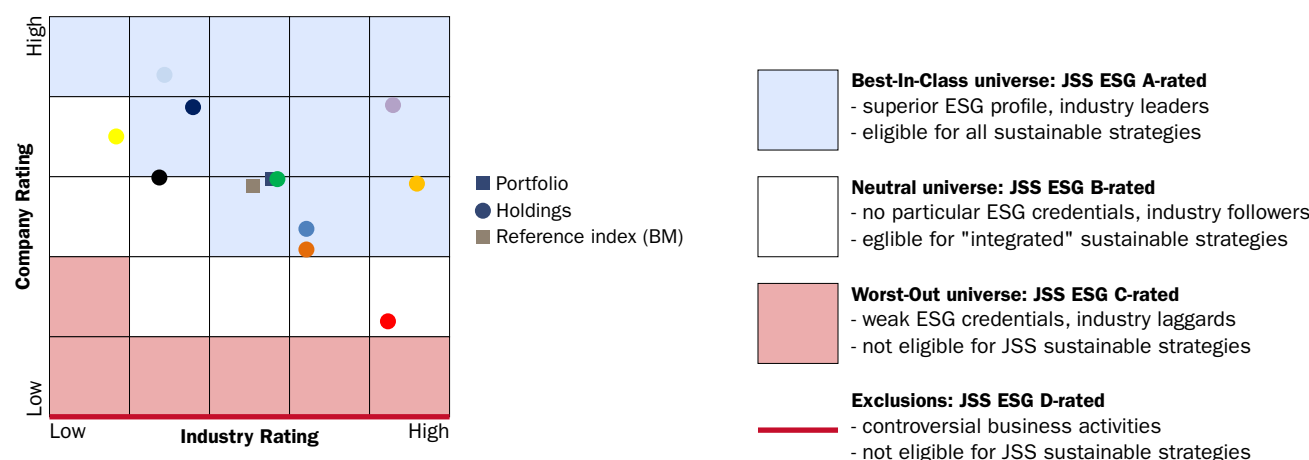 High
Company Rating
Low
Low
Industry Rating
High
Portfolio
Holdings
Reference index (BM)
Best-In-Class universe: JSS ESG A-rated
- superior ESG profile, industry leaders
- eligible for all sustainable strategies
Neutral universe: JSS ESG B-rated
- no particular ESG credentials, industry followers
- eglible for "integrated" sustainable strategies
Worst-Out universe: JSS ESG C-rated
- weak ESG credentials, industry laggards
- not eligible for JSS sustainable strategies
Exclusions: JSS ESG D-rated
- controversial business activities
- not eligible for JSS sustainable strategies